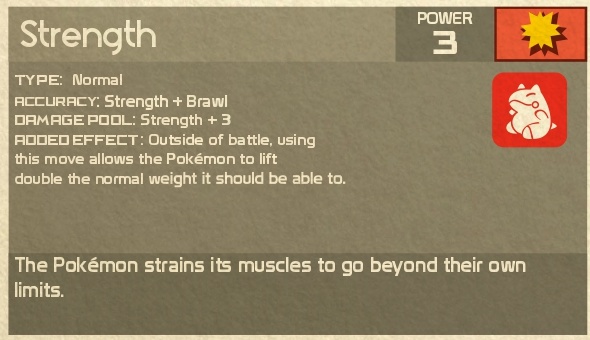 Strength
POWER
3
TYPE: Normal
ACCURACY: Strength + Brawl
DAMAGE POOL: Strength + 3
ADDED EFFECT: Outside of battle, using
this move allows the Pokémon to lift
double the normal weight it should be able to.
The Pokémon strains its muscles to go beyond their own
limits.